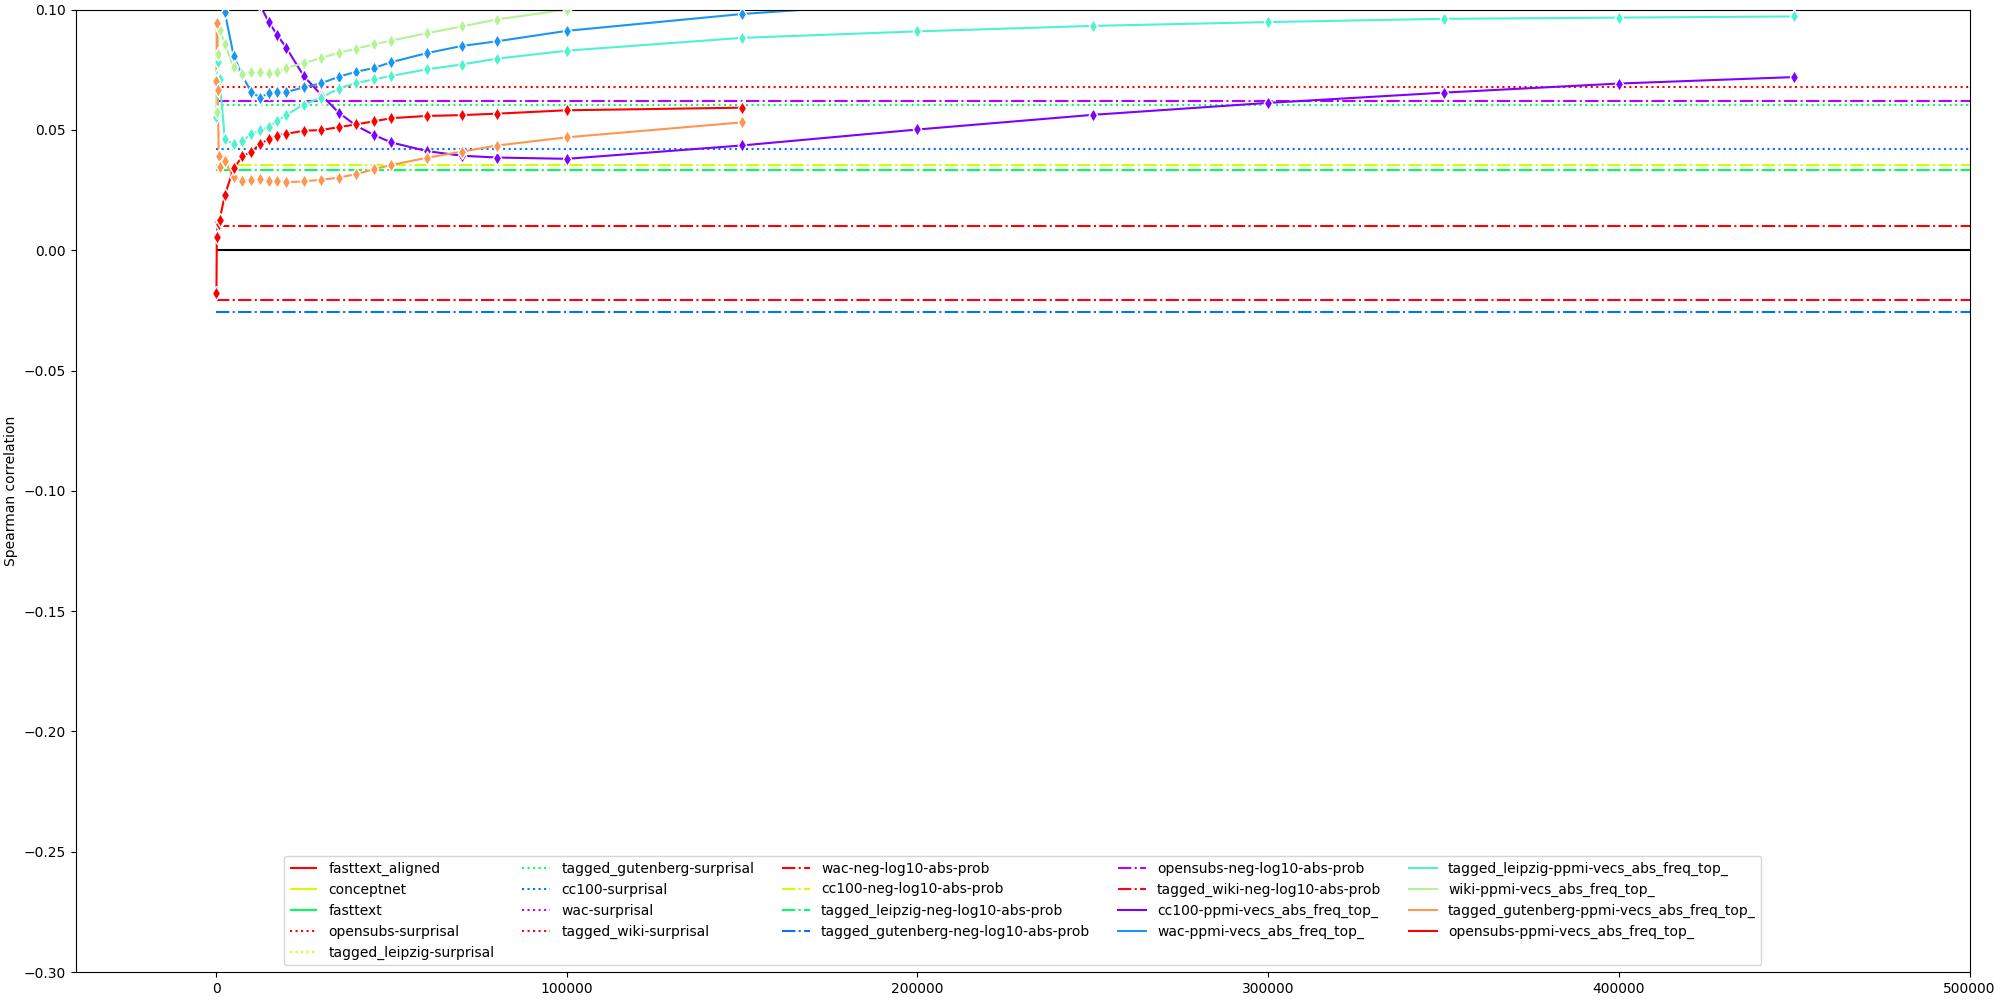 0.10
0.05
0.00
−0.05
−0.10
−0.15
−0.20
−0.25
−0.30
Spearman correlation
fasttext_aligned
conceptnet
fasttext
opensubs-surprisal
tagged_leipzig-surprisal
tagged_gutenberg-surprisal
cc100-surprisal
wac-surprisal
tagged_wiki-surprisal
wac-neg-log10-abs-prob
cc100-neg-log10-abs-prob
tagged_leipzig-neg-log10-abs-prob
tagged_gutenberg-neg-log10-abs-prob
opensubs-neg-log10-abs-prob
tagged_wiki-neg-log10-abs-prob
cc100-ppmi-vecs_abs_freq_top_
wac-ppmi-vecs_abs_freq_top_
tagged_leipzig-ppmi-vecs_abs_freq_top_
wiki-ppmi-vecs_abs_freq_top_
tagged_gutenberg-ppmi-vecs_abs_freq_top_
opensubs-ppmi-vecs_abs_freq_top_
0 100000 200000 300000 400000 500000